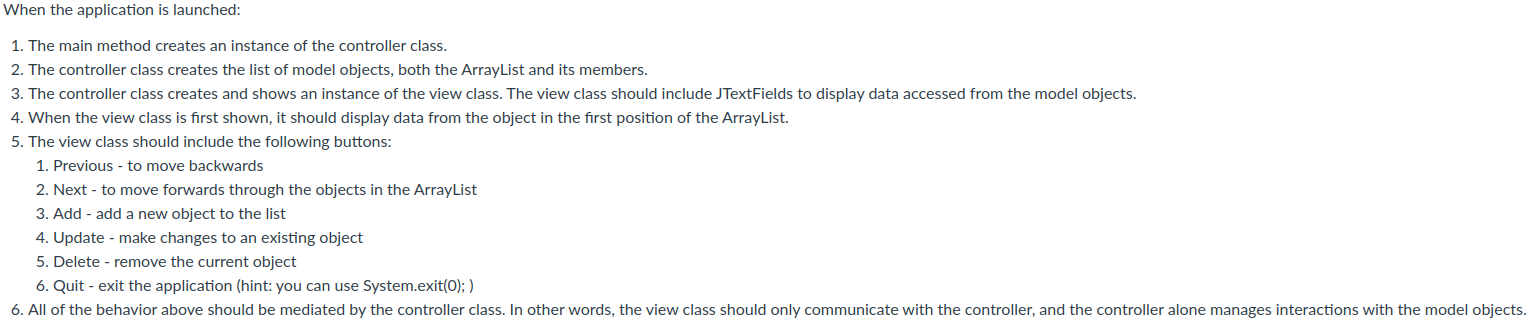 When the application is launched:
1. The main method creates an instance of the controller class.
2. The controller class creates the list of model objects, both the ArrayList and its members.
3. The controller class creates and shows an instance of the view class. The view class should include JTextFields to display data accessed from the model objects.
4. When the view class is first shown, it should display data from the object in the first position of the ArrayList.
5. The view class should include the following buttons:
1. Previous - to move backwards
2. Next - to move forwards through the objects in the ArrayList
3. Add - add a new object to the list
4. Update - make changes to an existing object
5. Delete - remove the current object
6. Quit - exit the application (hint: you can use System.exit(0); )
6. All of the behavior above should be mediated by the controller class. In other words, the view class should only communicate with the controller, and the controller alone manages interactions with the model objects.